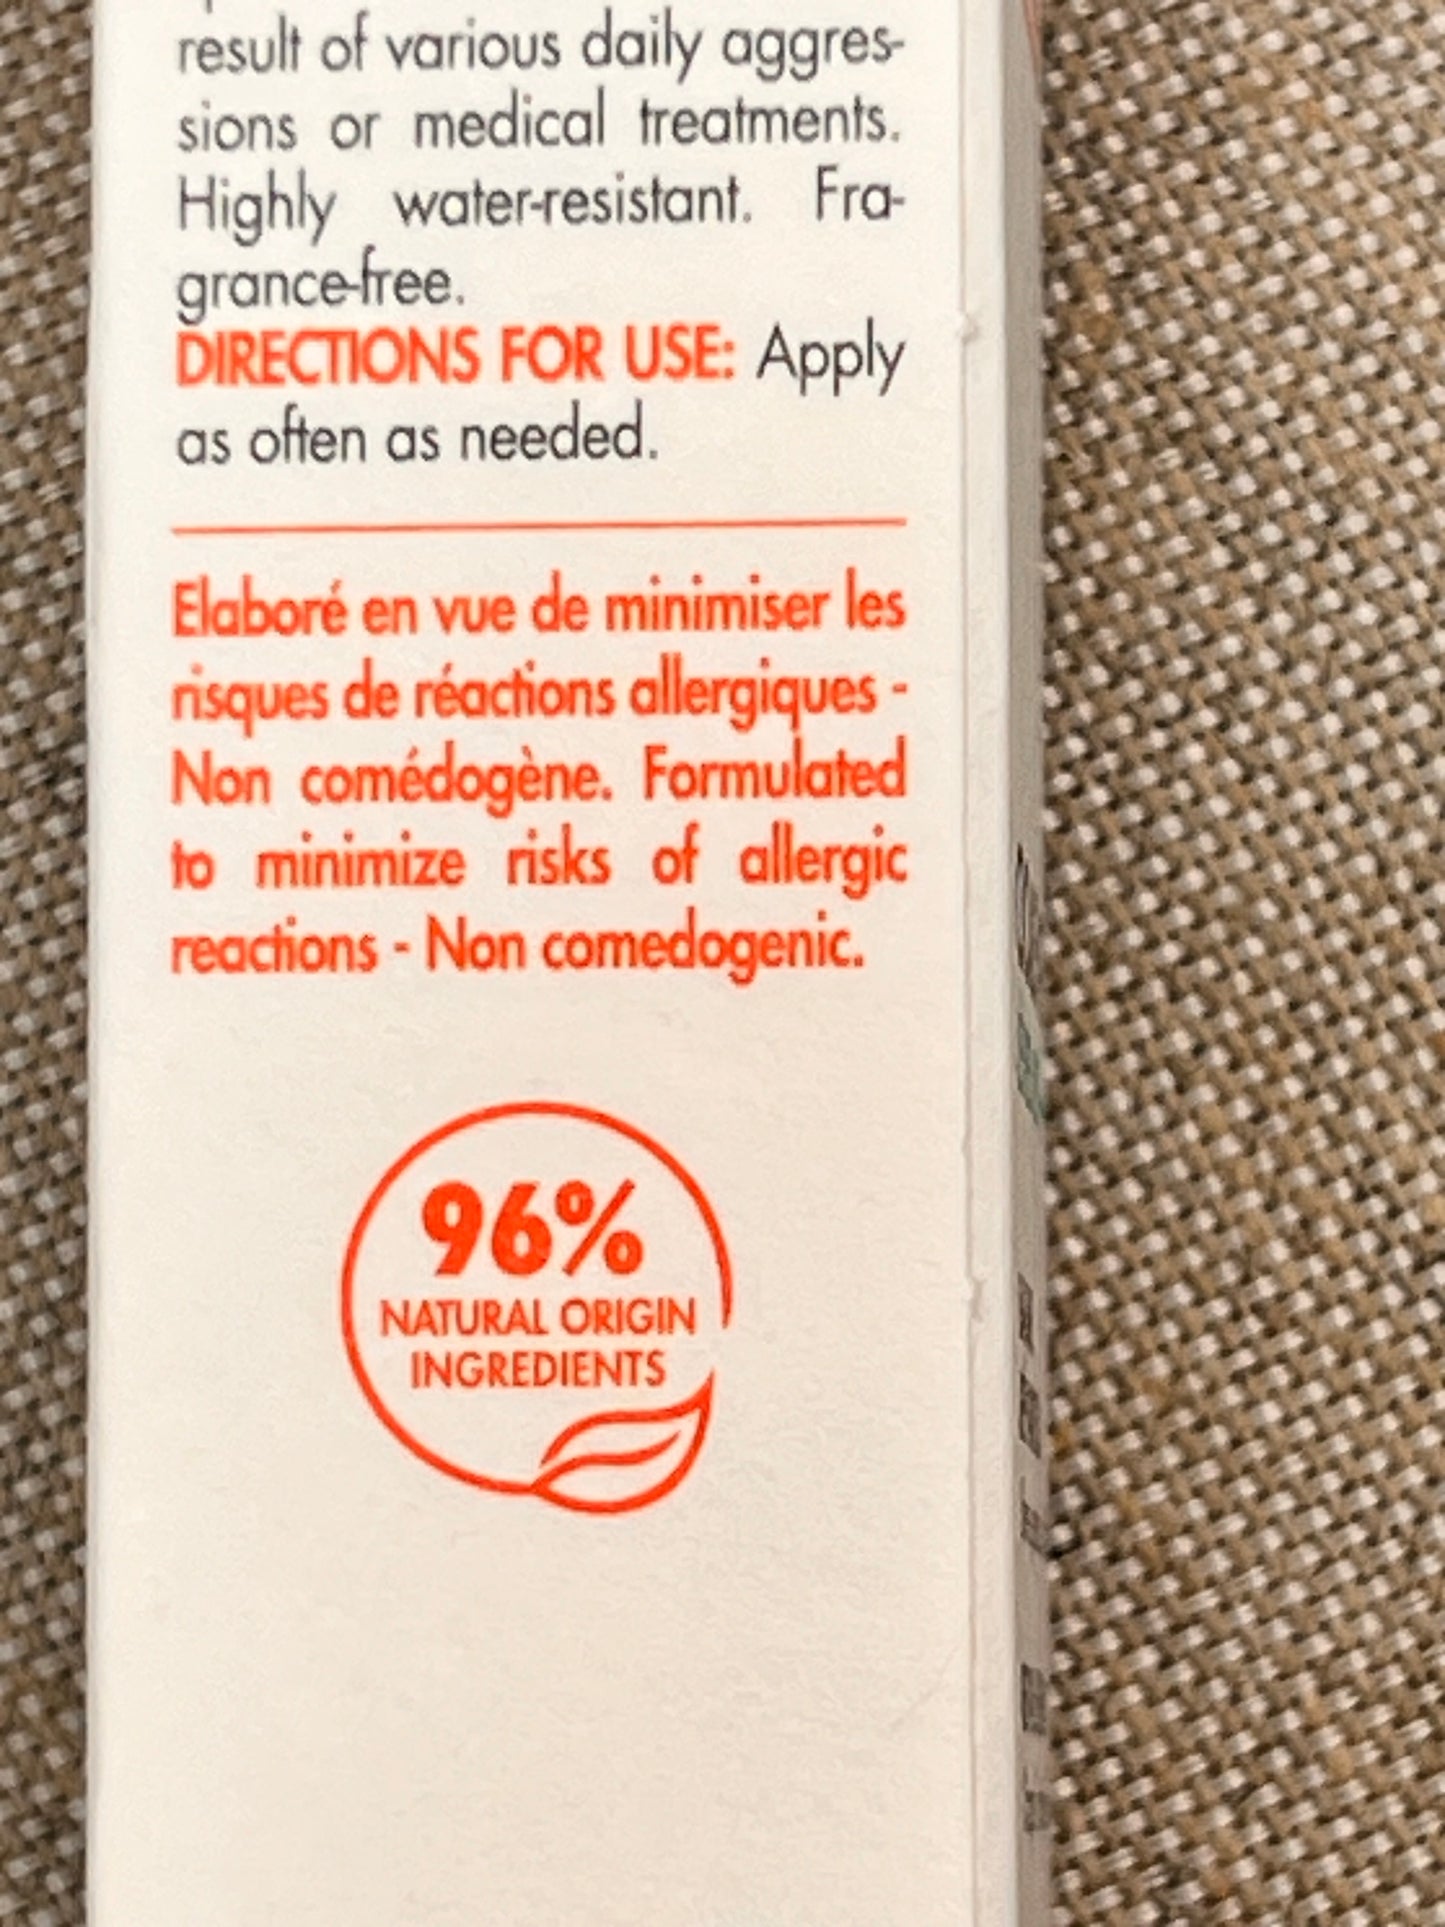 result of various daily aggres-
sions or medical treatments.
Highly water-resistant. Fra-
grance-free.
DIRECTIONS FOR USE: Apply
as often as needed.
Elaboré en vue de minimiser les
risques de réactions allergiques -
Non comédogène. Formulated
to minimize risks of allergic
reactions - Non comedogenic.
96%
NATURAL ORIGIN
INGREDIENTS